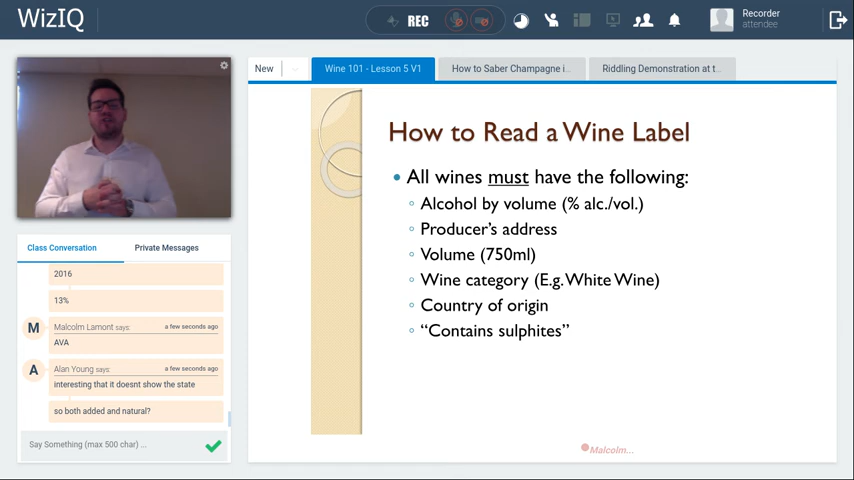 WizIQ
REC
Recorder
attendee
New
Wine 101 - Lesson 5 V1
How to Saber Champagne i...
Riddling Demonstration at t...
How to Read a Wine Label
All wines must have the following:
Alcohol by volume (% alc./vol.)
Producer's address
Volume (750ml)
Wine category (E.g. White Wine)
Country of origin
“Contains sulphites”
Malcolm...
Class Conversation
Private Messages
2016
13%
M
Malcolm Lamont says: a few seconds ago
AVA
A
Alan Young says: a few seconds ago
interesting that it doesnt show the state
so both added and natural?
Say Something (max 500 char) ...